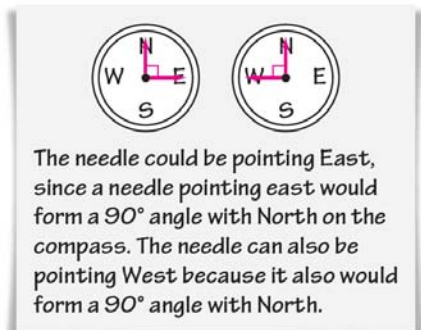 N N
W E W E
S S
The needle could be pointing East,
since a needle pointing east would
form a 90° angle with North on the
compass. The needle can also be
pointing West because it also would
form a 90° angle with North.